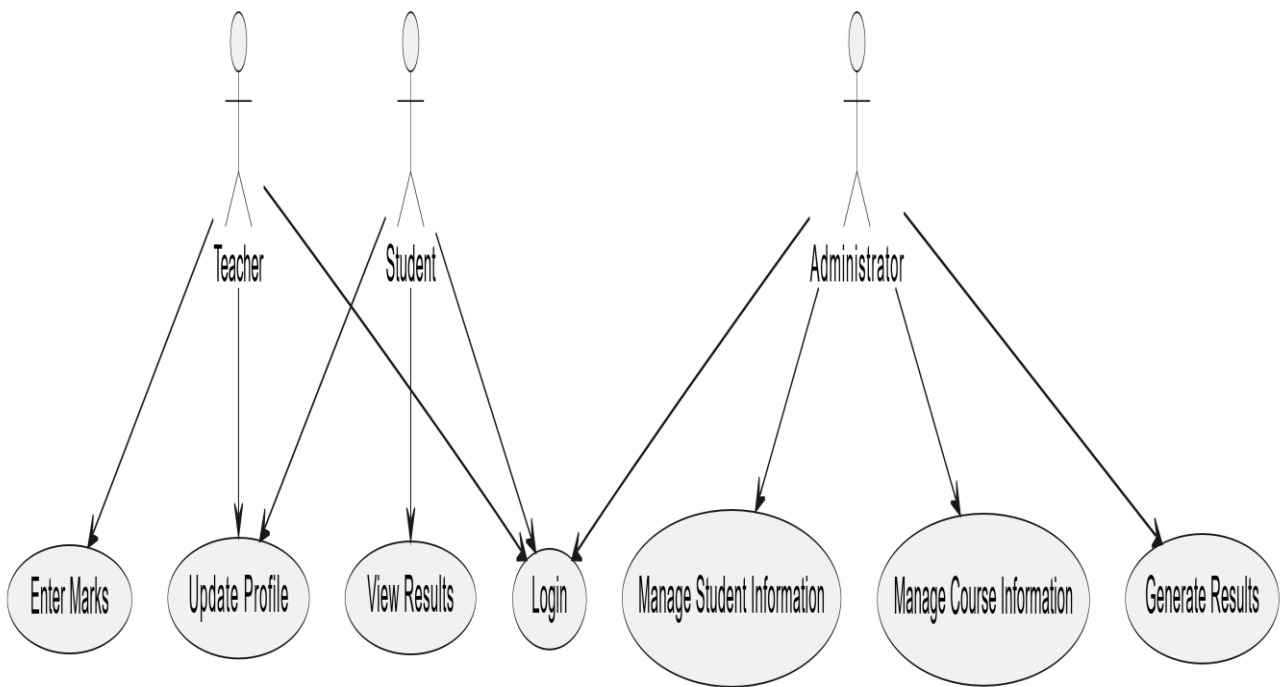 Teacher
Student
Administrator
Enter Marks
Update Profile
View Results
Login
Manage Student Information
Manage Course Information
Generate Results